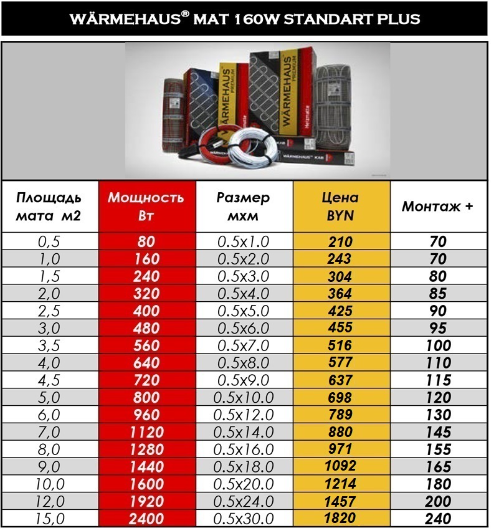 WÄRMEHAUS® MAT 160W STANDART PLUS
WÄRMEHAUS
PREMIUM
WÄRMEHAUS
PREMIUM
Heizmatte
WÄRMEHAUS KAB
Площадь мата м2 Мощность Вт Размер мхм Цена BYN Монтаж +
0,5 80 0.5x1.0 210 70
1,0 160 0.5x2.0 243 70
1,5 240 0.5x3.0 304 80
2,0 320 0.5x4.0 364 85
2,5 400 0.5x5.0 425 90
3,0 480 0.5x6.0 455 95
3,5 560 0.5x7.0 516 100
4,0 640 0.5x8.0 577 110
4,5 720 0.5x9.0 637 115
5,0 800 0.5x10.0 698 120
6,0 960 0.5x12.0 789 130
7,0 1120 0.5x14.0 880 145
8,0 1280 0.5x16.0 971 155
9,0 1440 0.5x18.0 1092 165
10,0 1600 0.5x20.0 1214 180
12,0 1920 0.5x24.0 1457 200
15,0 2400 0.5x30.0 1820 240